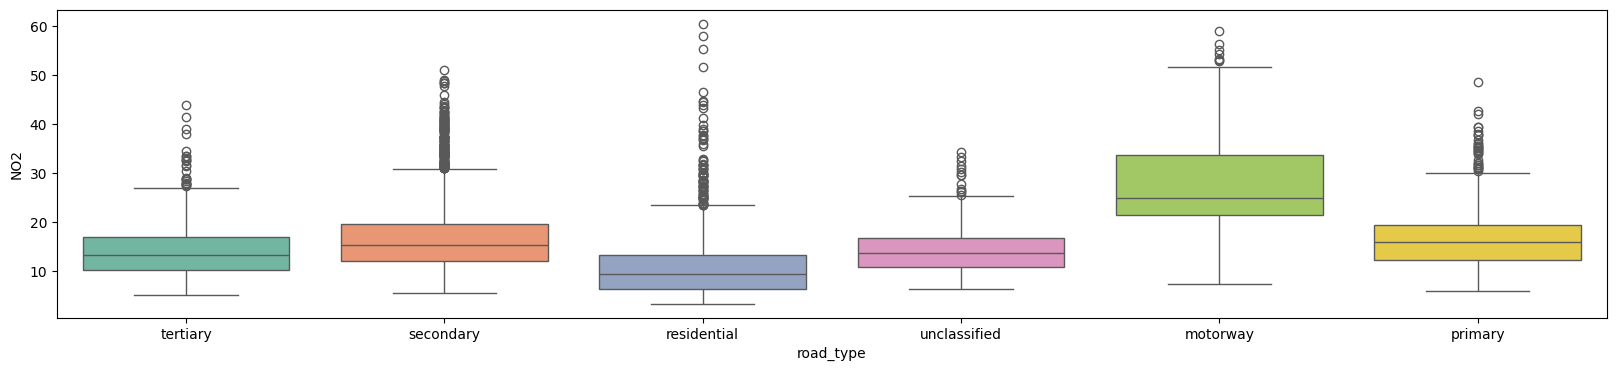 60
50
40
30
20
10
NO2
tertiary
secondary
residential
unclassified
motorway
primary
road_type